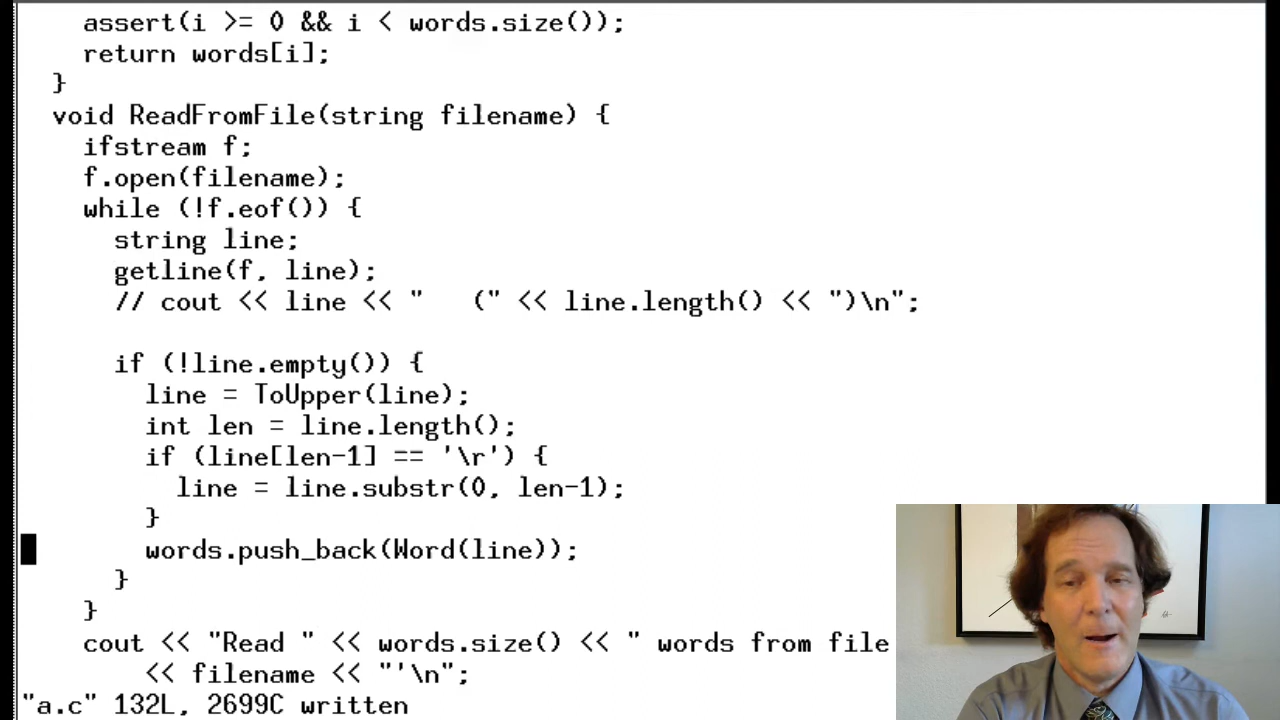 assert(i >= 0 && i < words.size());
return words[i];
}
void ReadFromFile(string filename) {
ifstream f;
f.open(filename);
while (!f.eof()) {
string line;
getline(f, line);
// cout << line << "   (" << line.length() << ")\n";
if (!line.empty()) {
line = ToUpper(line);
int len = line.length();
if (line[len-1] == '\r') {
line = line.substr(0, len-1);
}
words.push_back(Word(line));
}
}
cout << "Read " << words.size() << " words from file
<< filename << "'\n";
"a.c" 132L, 2699C written